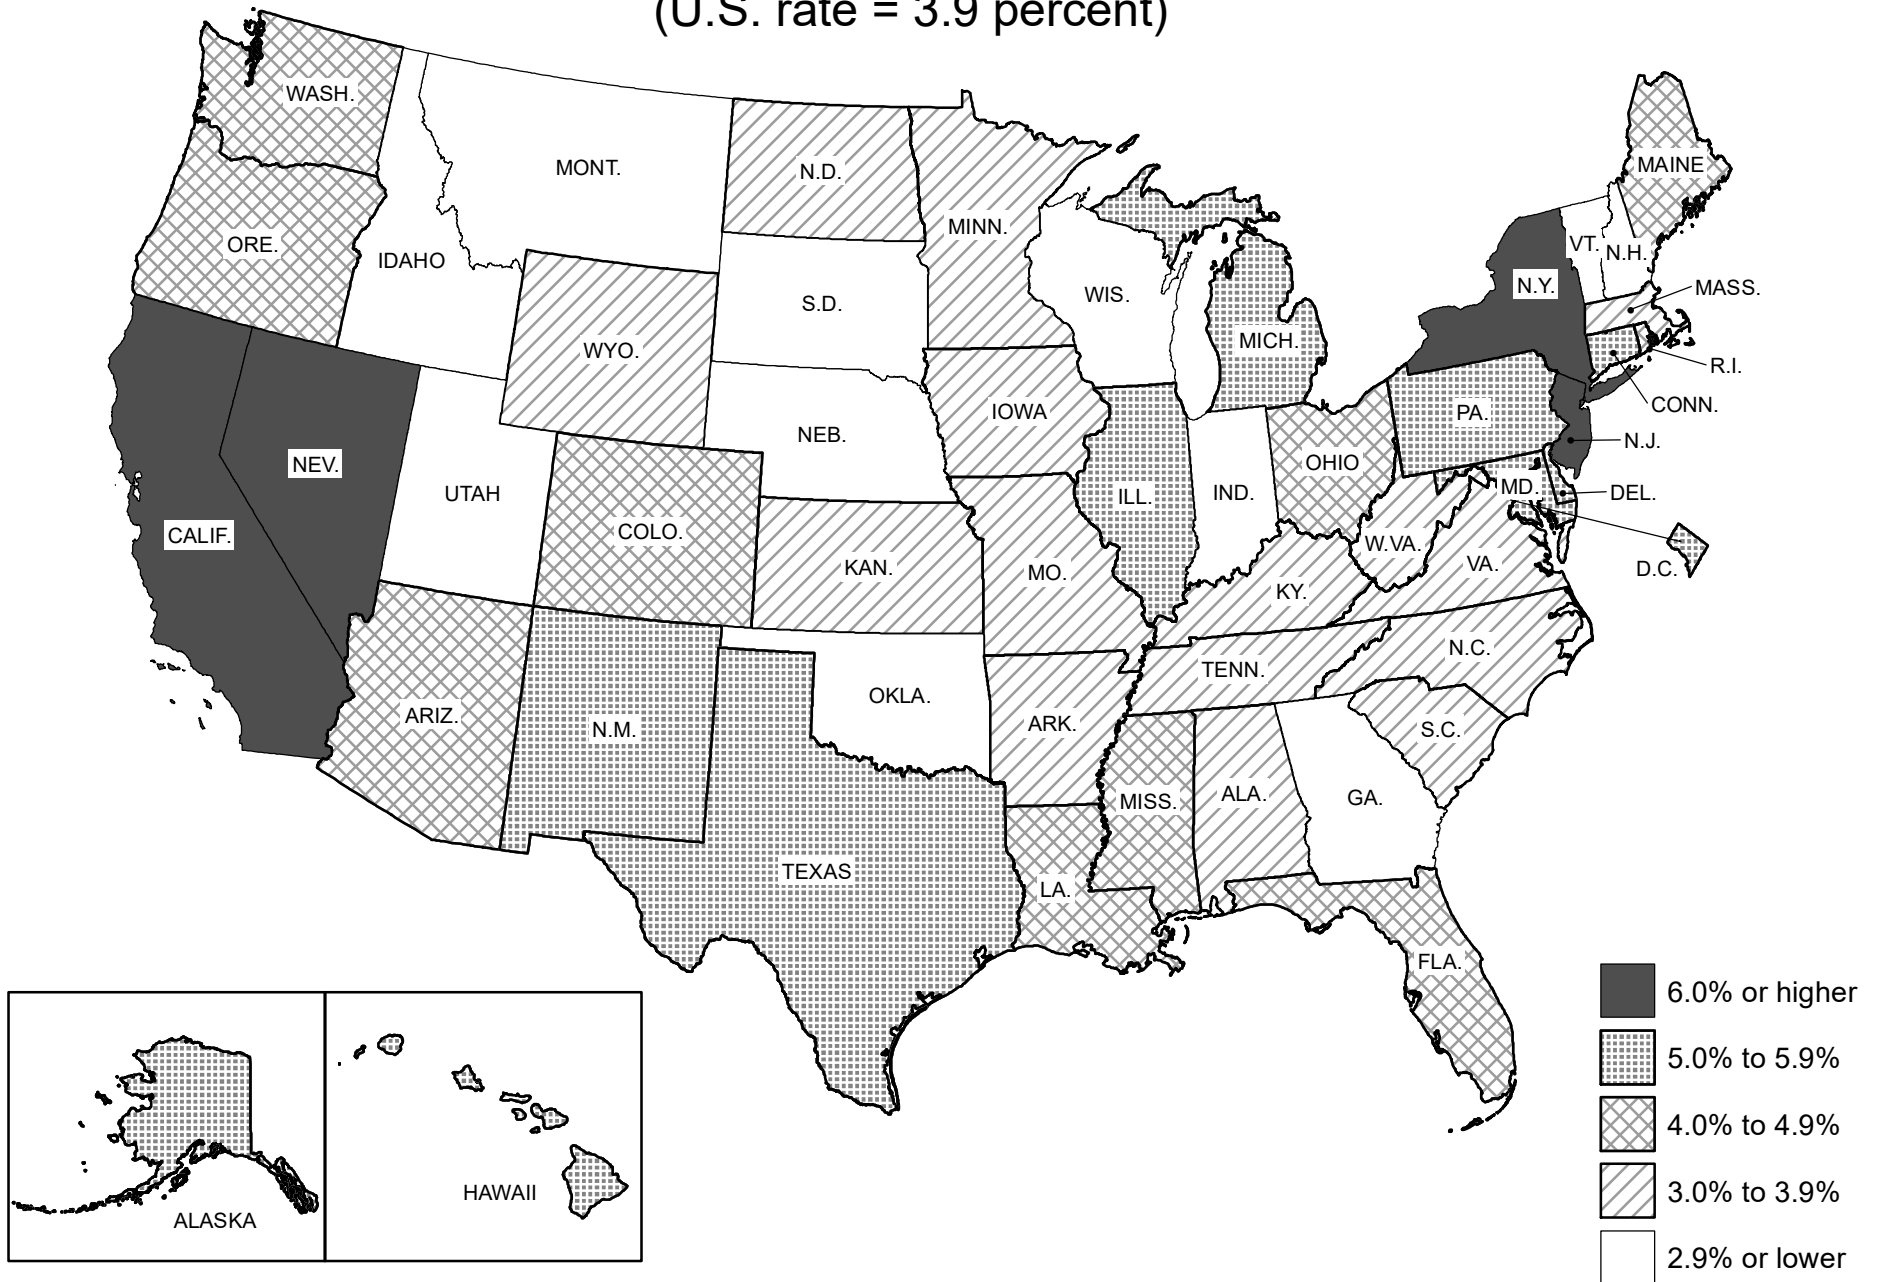 (U.S. rate = 3.9 percent)
WASH.
MONT.
N.D.
MINN.
MAINE
ORE.
IDAHO
VT.
N.H.
N.Y.
MASS.
WYO.
S.D.
WIS.
MICH.
R.I.
CONN.
IOWA
NEB.
PA.
N.J.
NEV.
UTAH
OHIO
MD.
DEL.
CALIF.
COLO.
ILL.
IND.
KAN.
MO.
W.VA.
VA.
D.C.
KY.
N.C.
TENN.
ARIZ.
N.M.
OKLA.
ARK.
S.C.
MISS.
ALA.
GA.
TEXAS
LA.
FLA.
ALASKA
HAWAII
6.0% or higher
5.0% to 5.9%
4.0% to 4.9%
3.0% to 3.9%
2.9% or lower